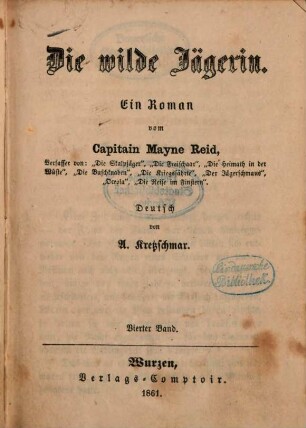 Die wilde Jägerin.
Ein Roman
vom
Capitain Mayne Reid,
Verfasser von: „Die Skalpjäger“, „Die Freischaar“, „Die Heimath in der
Wüste“, „Die Buschknaben“, „Die Kriegsfährte“, „Der Jägerschmaus“,
„Oceola“, „Die Reise im Finstern“.
Deutsch
von
A. Kretzschmar.
Vierter Band.
Wurzen,
Verlags-Comptoir.
1861.